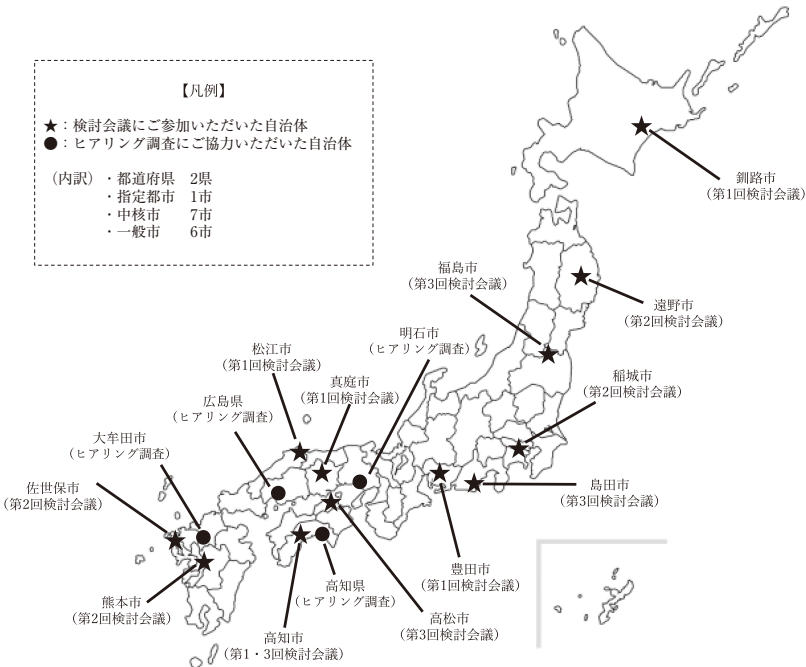 【凡例】
★：検討会議にご参加いただいた自治体
●：ヒアリング調査にご協力いただいた自治体
（内訳）・都道府県　2県
・指定都市　1市
・中核市　7市
・一般市　6市
釧路市
（第1回検討会議）
福島市
（第3回検討会議）
遠野市
（第2回検討会議）
明石市
（ヒアリング調査）
松江市
（第1回検討会議）
真庭市
（第1回検討会議）
稲城市
（第2回検討会議）
広島県
（ヒアリング調査）
大牟田市
（ヒアリング調査）
佐世保市
（第2回検討会議）
島田市
（第3回検討会議）
豊田市
（第1回検討会議）
高知県
（ヒアリング調査）
熊本市
（第2回検討会議）
高松市
（第3回検討会議）
高知市
（第1・3回検討会議）